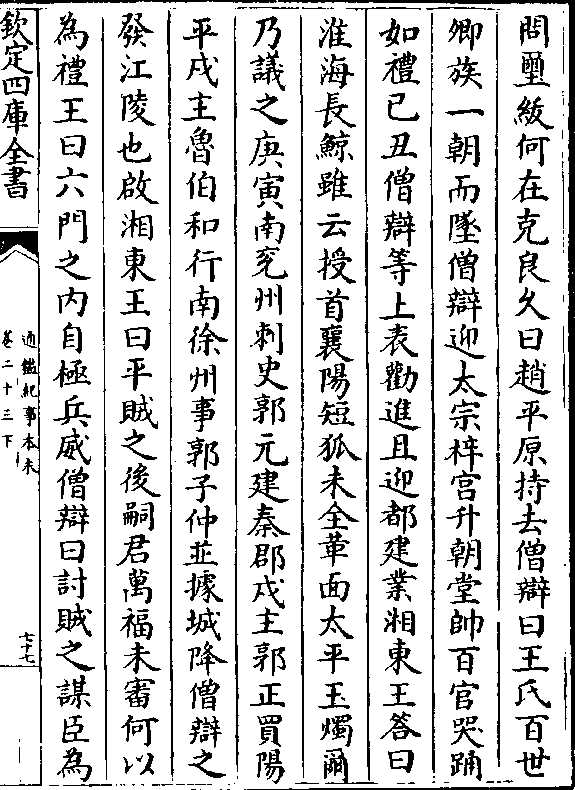 問璽紱何在克良久曰趙平原持去僧辯曰王氏百世
卿族一朝而墜僧辯迎太宗梓宮升朝堂帥百官哭踊
如禮已丑僧辯等上表勸進且迎都建業湘東王答曰
淮海長鯨雖云授首襄陽短狐未全革面太平玉燭爾
乃議之庚寅南兖州刺史郭元建秦郡戍主郭正買陽
平戍主魯伯和行南徐州事郭子仲並據城降僧辯之
發江陵也啟湘東王曰平賊之後嗣君萬福未審何以
為禮王曰六門之內自極兵威僧辯曰討賊之謀臣為
欽定四庫全書
通鑑紀事本末
卷二十三下
七十七